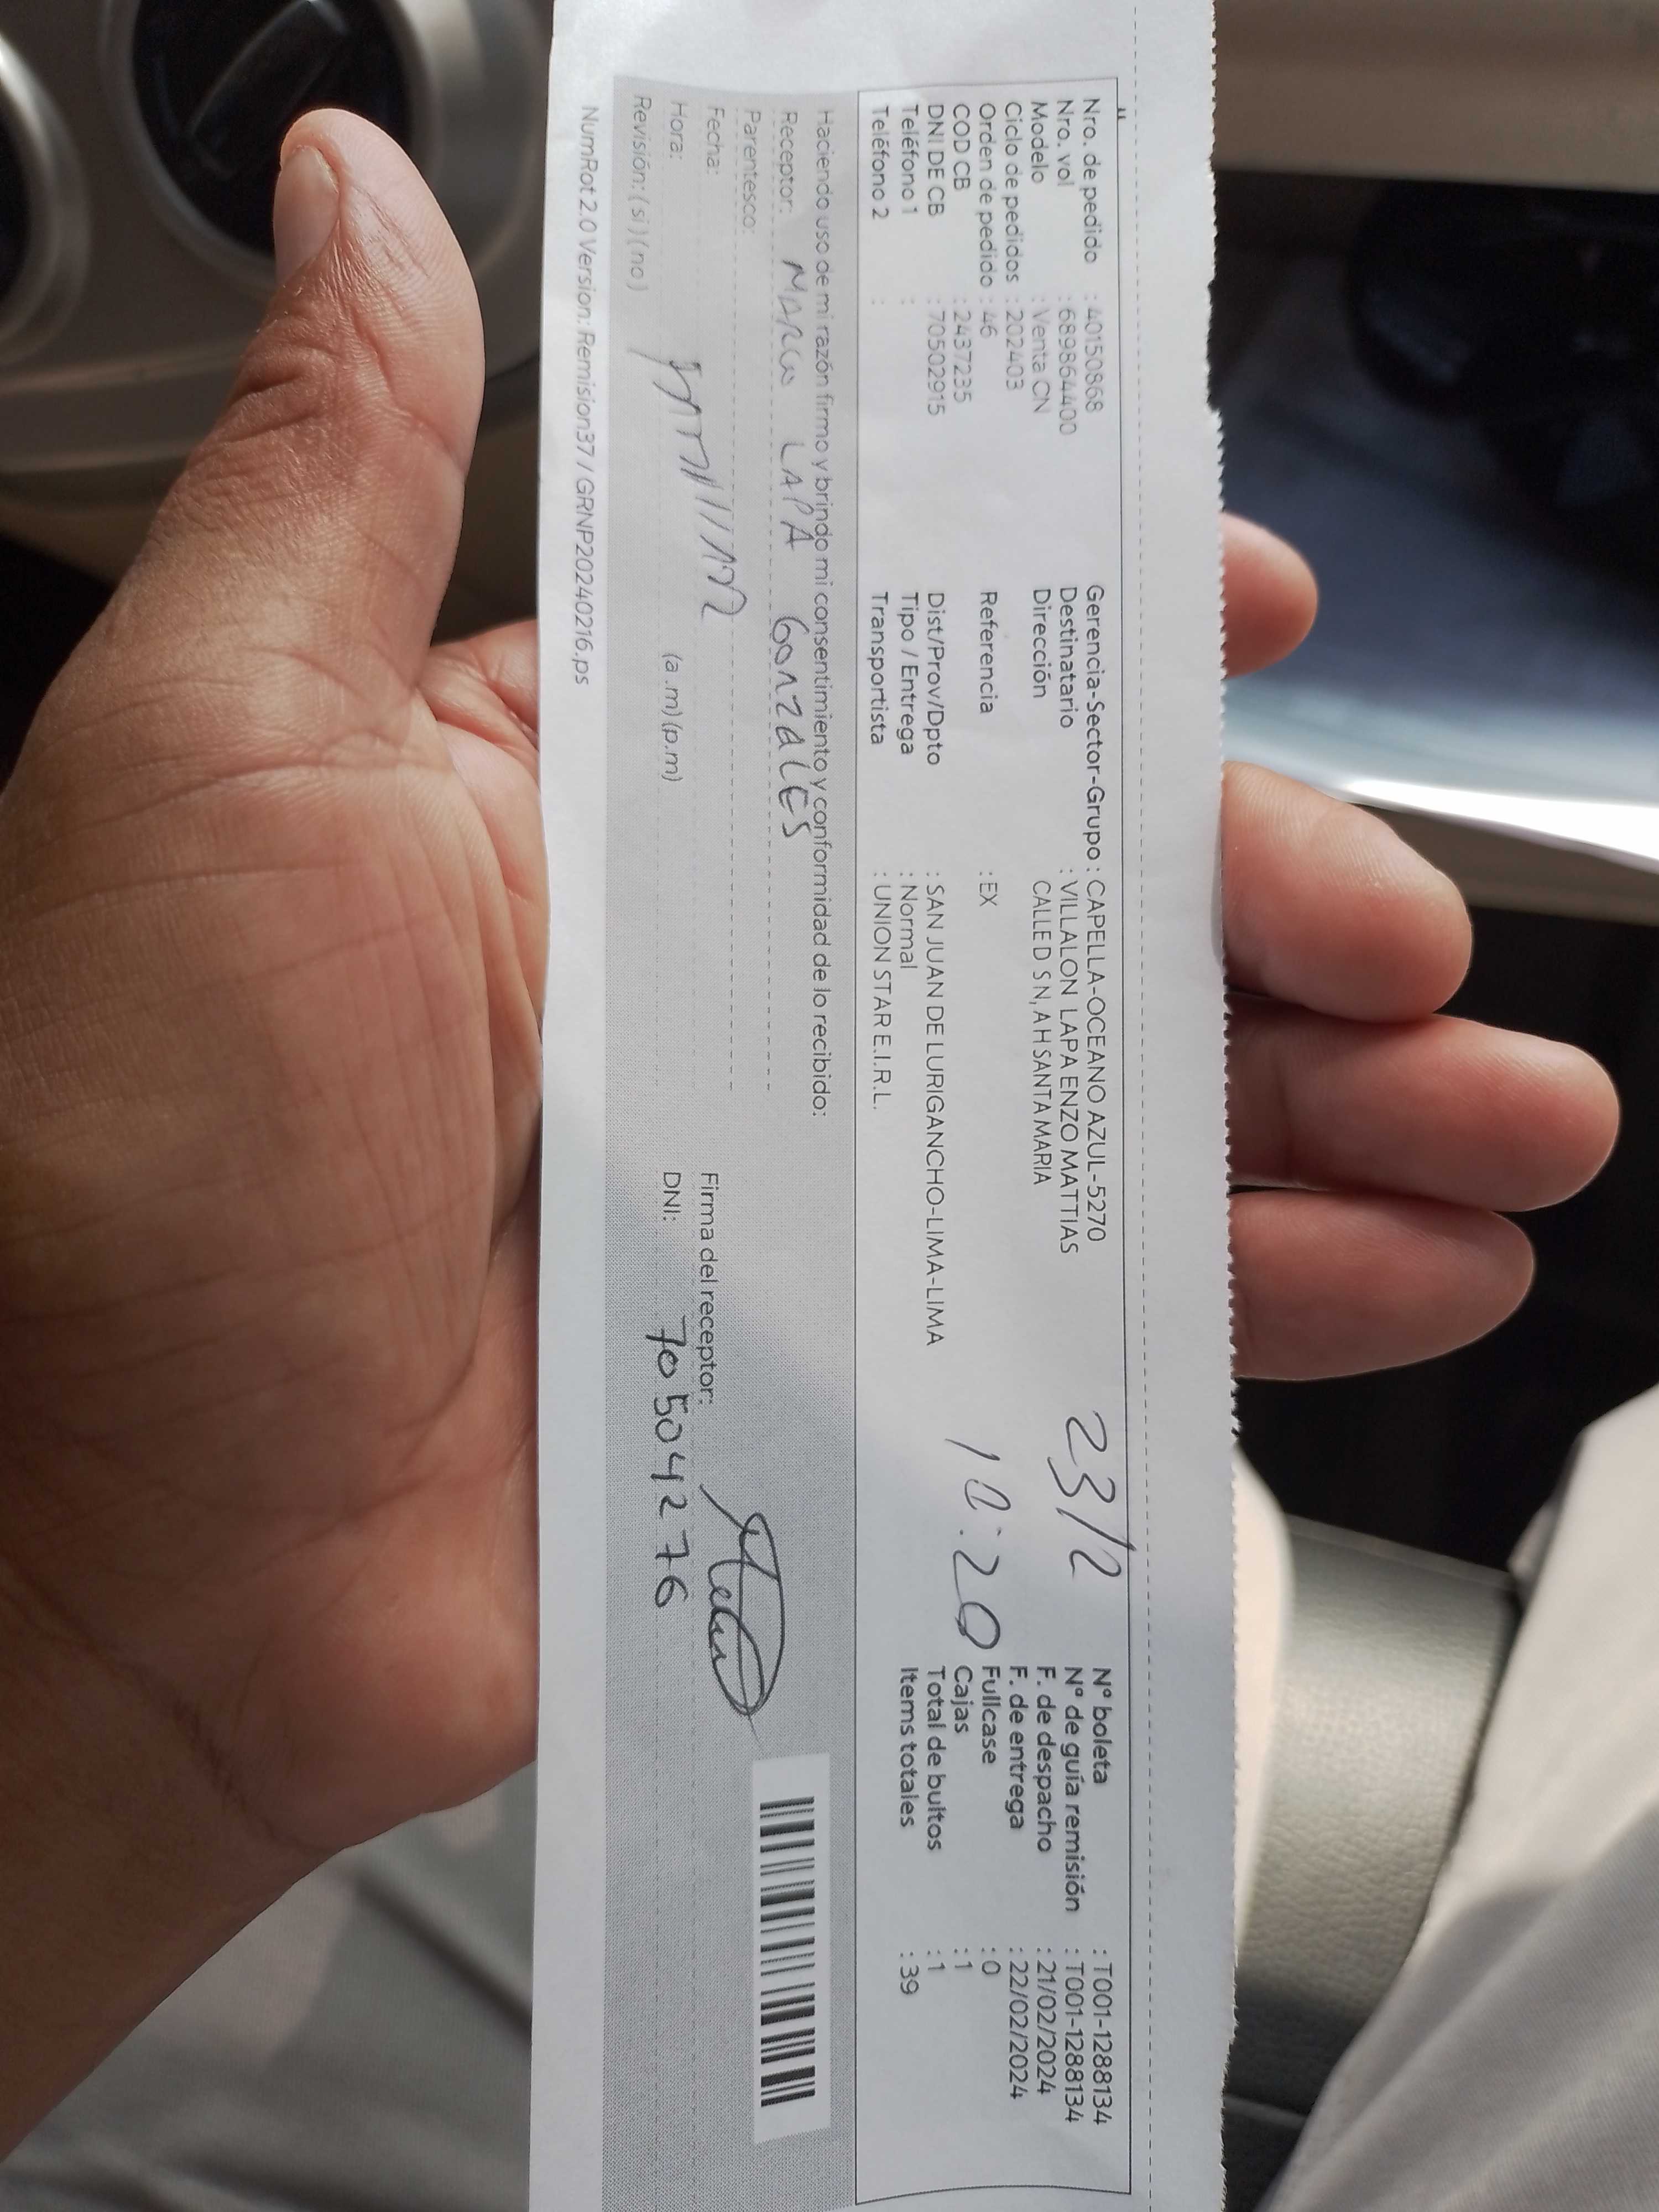 Nro. de pedido : 40150868
Nro. vol : 689864400
Modelo : Venta CN
Ciclo de pedidos : 202403
Orden de pedido : 46
COD CB : 2437235
DNI DE CB : 70502915
Teléfono 1 :
Teléfono 2 :
Gerencia-Sector-Grupo : CAPELLA-OCEANO AZUL-5270
Destinatario : VILLALON LAPA ENZO MATTIAS
Dirección CALLE D S N, A H SANTA MARIA
Referencia : EX
Dist/Prov/Dpto : SAN JUAN DE LURIGANCHO-LIMA-LIMA
Tipo / Entrega : Normal
Transportista : UNION STAR E.I.R.L.
23/2
10:20
N° boleta : T001-1288134
N° de guía remisión : T001-1288134
F. de despacho : 21/02/2024
F. de entrega : 22/02/2024
Fullcase : 0
Cajas : 1
Total de bultos : 1
Items totales : 39
Haciendo uso de mi razón firmo y brindo mi consentimiento y conformidad de lo recibido:
Receptor: MARCO LAPA GONZALES
Parentesco:
Fecha:
Hora: (a.m) (p.m)
Revisión: (si) (no)
Firma del receptor:
DNI: 70504276
NumRot 2.0 Version: Remision37 / GRNP20240216.ps